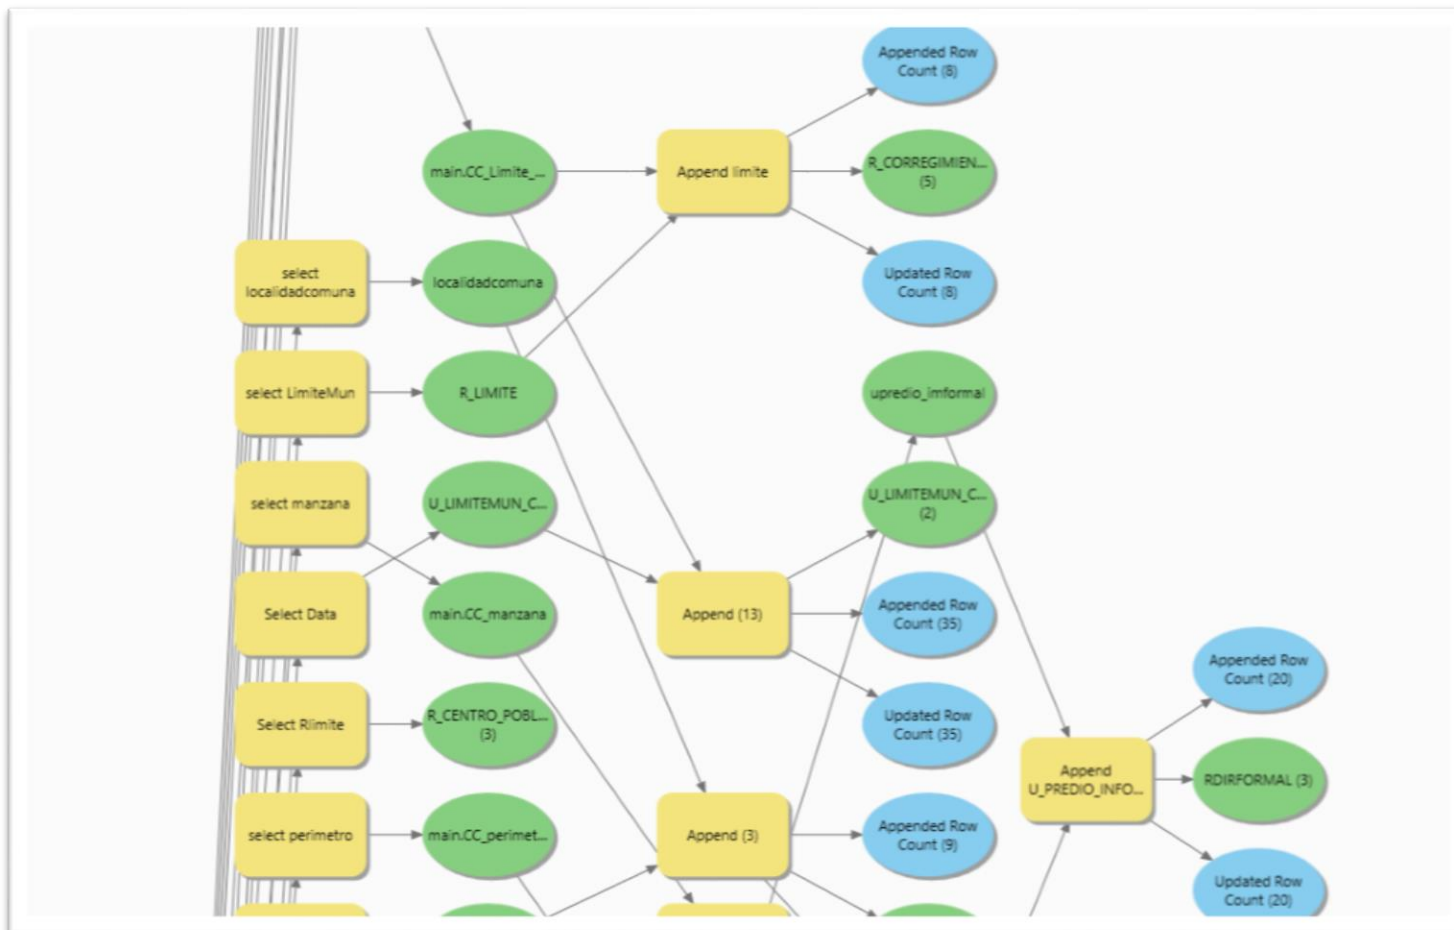 Appended Row
Count (8)
main.CC_Limite_...
Append limite
R_CORREGIMIEN...
(5)
select
localidadcomuna
localidadcomuna
Updated Row
Count (8)
select LimiteMun
R_LIMITE
upredio_imformal
select manzana
U_LIMITEMUN_C...
U_LIMITEMUN_C...
(2)
Select Data
main.CC_manzana
Append (13)
Appended Row
Count (35)
Select Rlimite
R_CENTRO_POBL...
(3)
Updated Row
Count (35)
Appended Row
Count (20)
Append
U_PREDIO_INFO...
RDIRFORMAL (3)
select perimetro
main.CC_perimet...
Append (3)
Appended Row
Count (9)
Updated Row
Count (20)